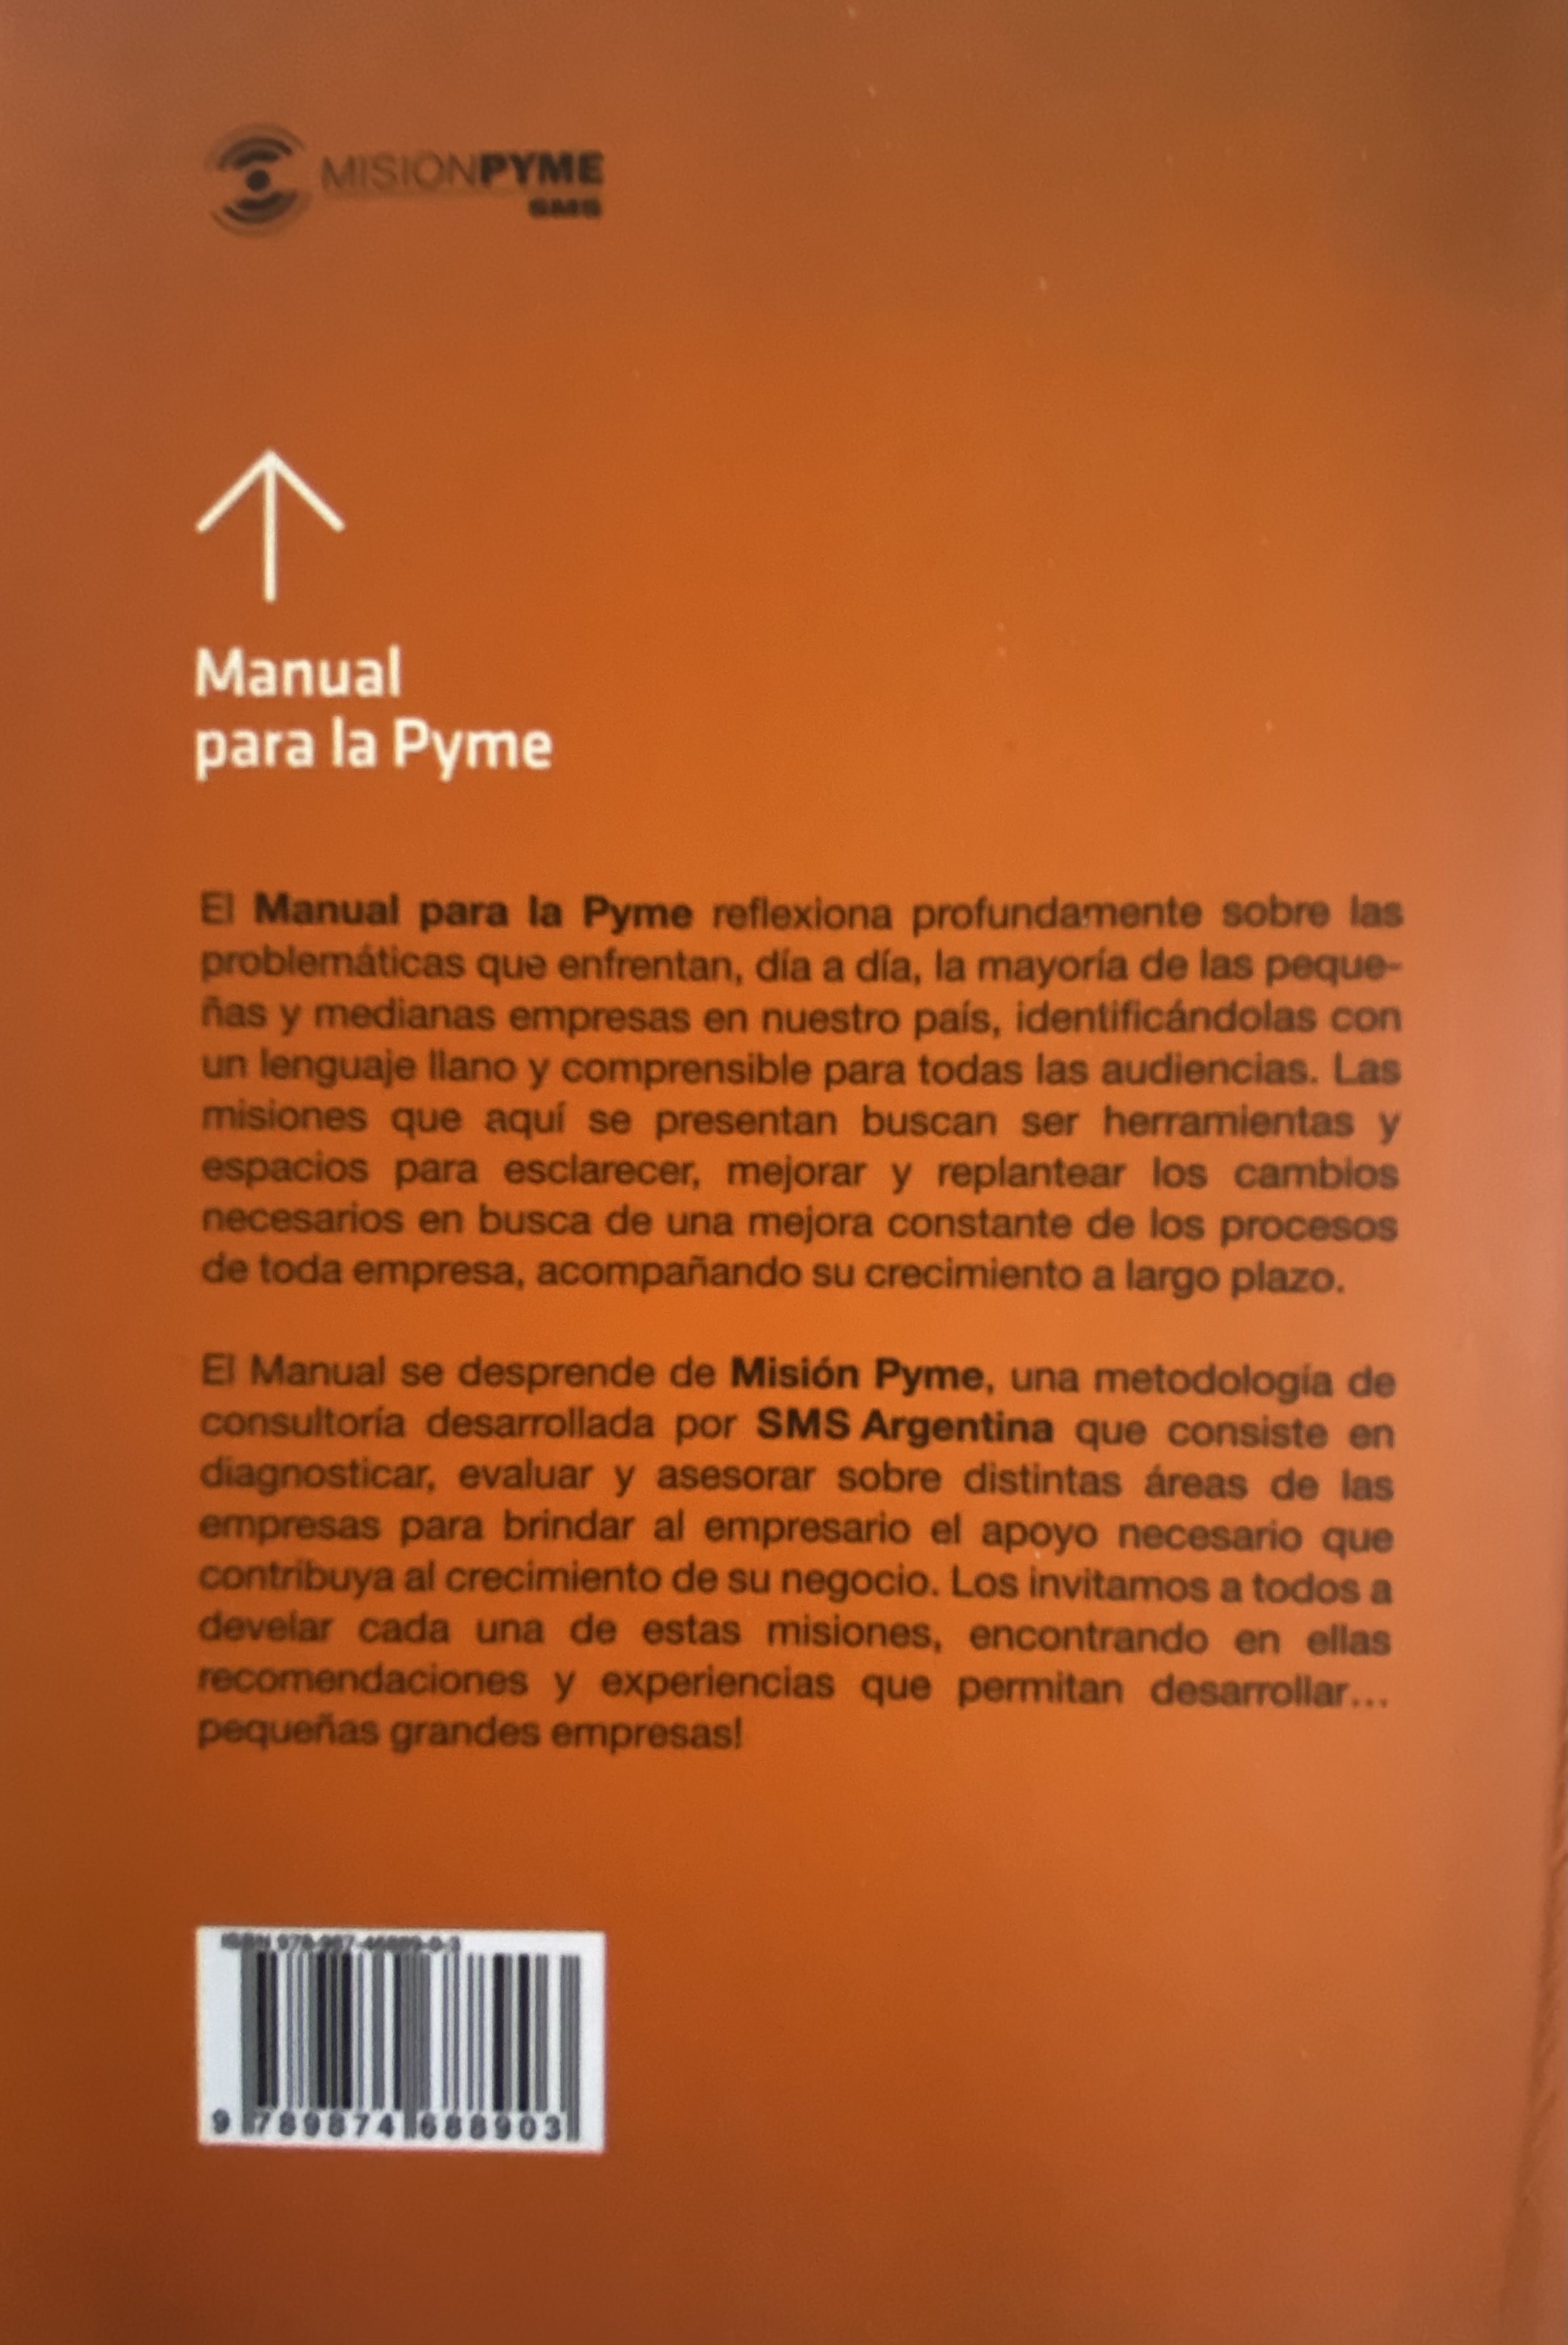 MISIONPYME
SMS
Manual
para la Pyme
El Manual para la Pyme reflexiona profundamente sobre las
problemáticas que enfrentan, día a día, la mayoría de las peque-
ñas y medianas empresas en nuestro país, identificándolas con
un lenguaje llano y comprensible para todas las audiencias. Las
misiones que aquí se presentan buscan ser herramientas y
espacios para esclarecer, mejorar y replantear los cambios
necesarios en busca de una mejora constante de los procesos
de toda empresa, acompañando su crecimiento a largo plazo.
El Manual se desprende de Misión Pyme, una metodología de
consultoría desarrollada por SMS Argentina que consiste en
diagnosticar, evaluar y asesorar sobre distintas áreas de las
empresas para brindar al empresario el apoyo necesario que
contribuya al crecimiento de su negocio. Los invitamos a todos a
develar cada una de estas misiones, encontrando en ellas
recomendaciones y experiencias que permitan desarrollar...
pequeñas grandes empresas!
ISBN
9 789874 688903